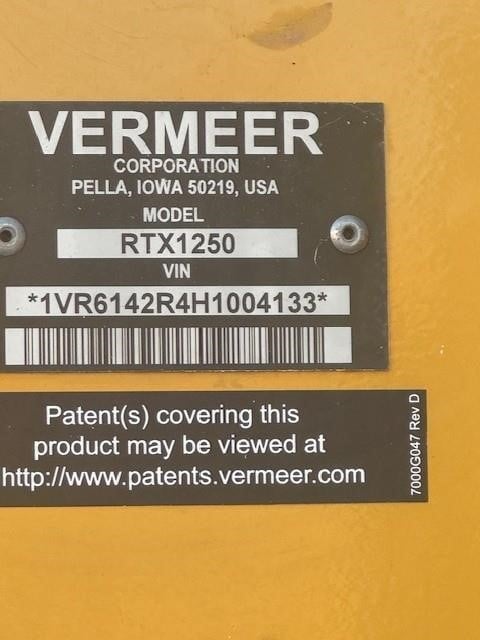 VERMEER
CORPORATION
PELLA, IOWA 50219, USA
MODEL
RTX1250
VIN
*1VR6142R4H1004133*
Patent(s) covering this
product may be viewed at
http://www.patents.vermeer.com
7000G047 Rev D